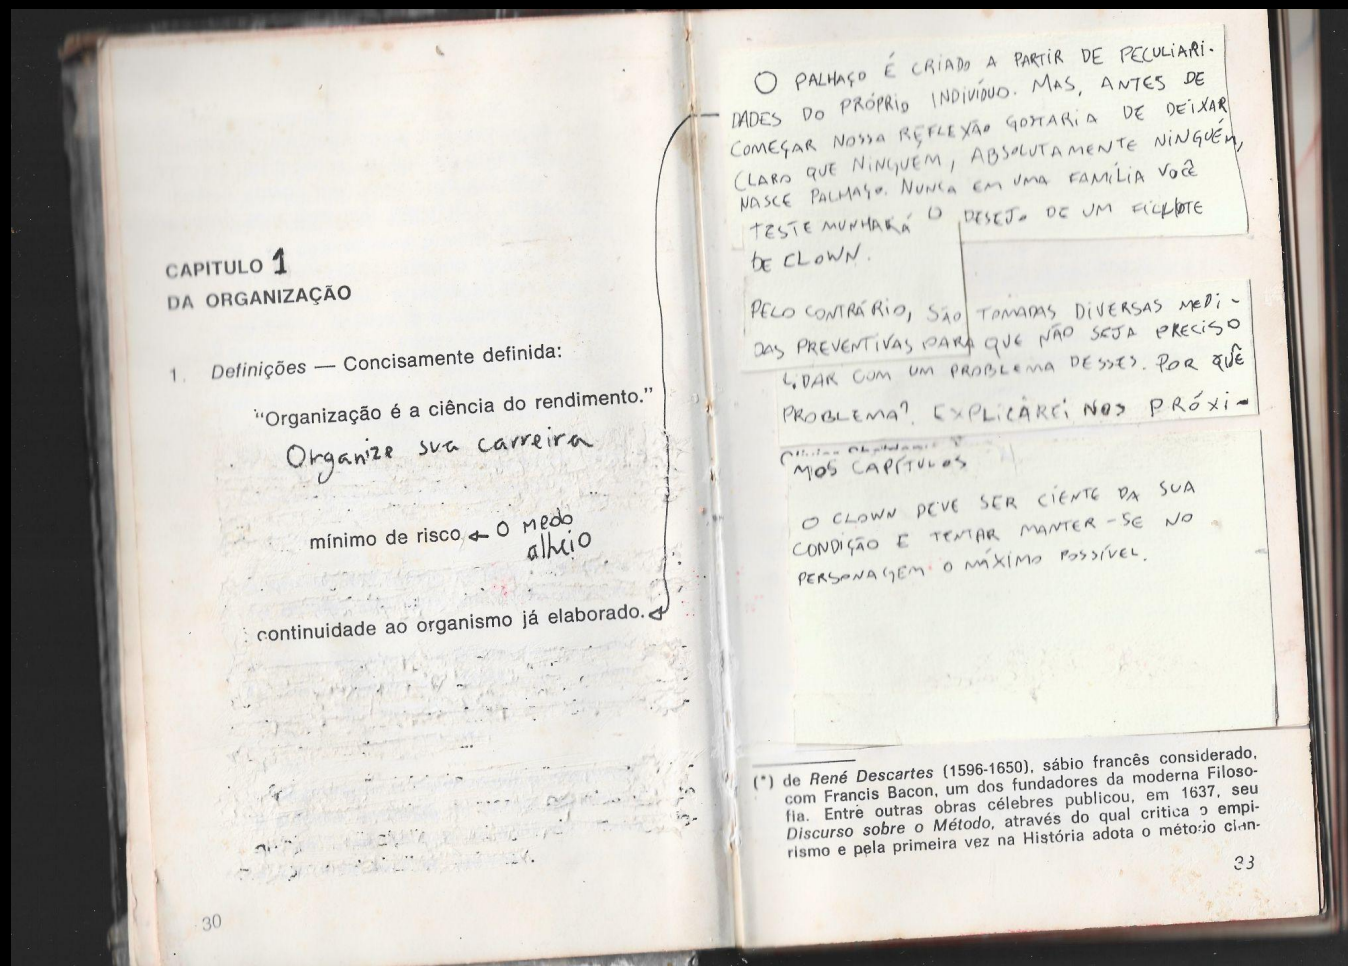 CAPITULO 1
DA ORGANIZAÇÃO
1. Definições — Concisamente definida:
"Organização é a ciência do rendimento."
Organize sua carreira
mínimo de risco ← O medo
alheio
continuidade ao organismo já elaborado.
30
O PALHAÇO É CRIADO A PARTIR DE PECULIARI-
DADES DO PRÓPRIO INDIVÍDUO. MAS, ANTES DE
COMEÇAR NOSSA REFLEXÃO GOSTARIA DE DEIXAR
CLARO QUE NINGUEM, ABSOLUTAMENTE NINGUÉM,
NASCE PALHAÇO. NUNCA EM UMA FAMÍLIA VOCÊ
TESTEMUNHARÁ O DESEJO DE UM FILHOTE
DE CLOWN.
PELO CONTRÁRIO, SÃO TOMADAS DIVERSAS MEDI-
DAS PREVENTIVAS PARA QUE NÃO SEJA PRECISO
LIDAR COM UM PROBLEMA DESSES. POR QUÊ
PROBLEMA? EXPLICAREI NOS PRÓXI-
MOS CAPÍTULOS
O CLOWN DEVE SER CIENTE DA SUA
CONDIÇÃO E TENTAR MANTER-SE NO
PERSONAGEM O MÁXIMO POSSÍVEL.
(*) de René Descartes (1596-1650), sábio francês considerado,
com Francis Bacon, um dos fundadores da moderna Filoso-
fia. Entre outras obras célebres publicou, em 1637, seu
Discurso sobre o Método, através do qual critica o empi-
rismo e pela primeira vez na História adota o método
33